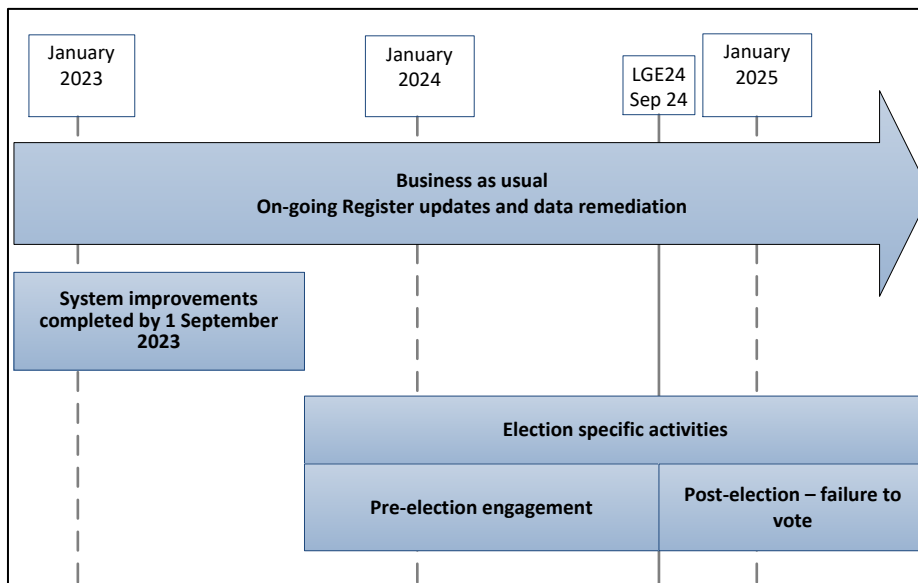 January
2023
January
2024
LGE24
Sep 24
January
2025
Business as usual
On-going Register updates and data remediation
System improvements
completed by 1 September
2023
Election specific activities
Pre-election engagement
Post-election – failure to
vote